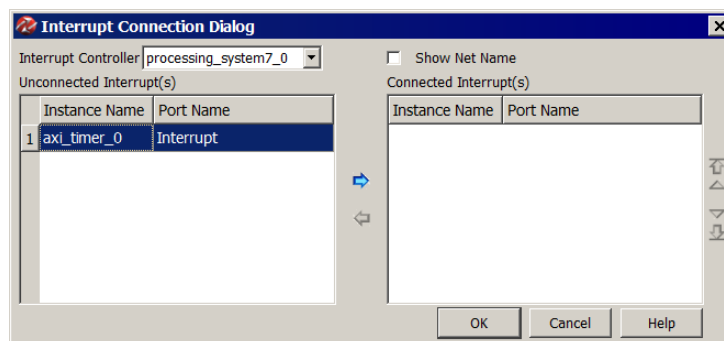 Interrupt Connection Dialog
Interrupt Controller processing_system7_0
Show Net Name
Unconnected Interrupt(s)
Connected Interrupt(s)
Instance Name Port Name
Instance Name Port Name
1 axi_timer_0 Interrupt
OK Cancel Help